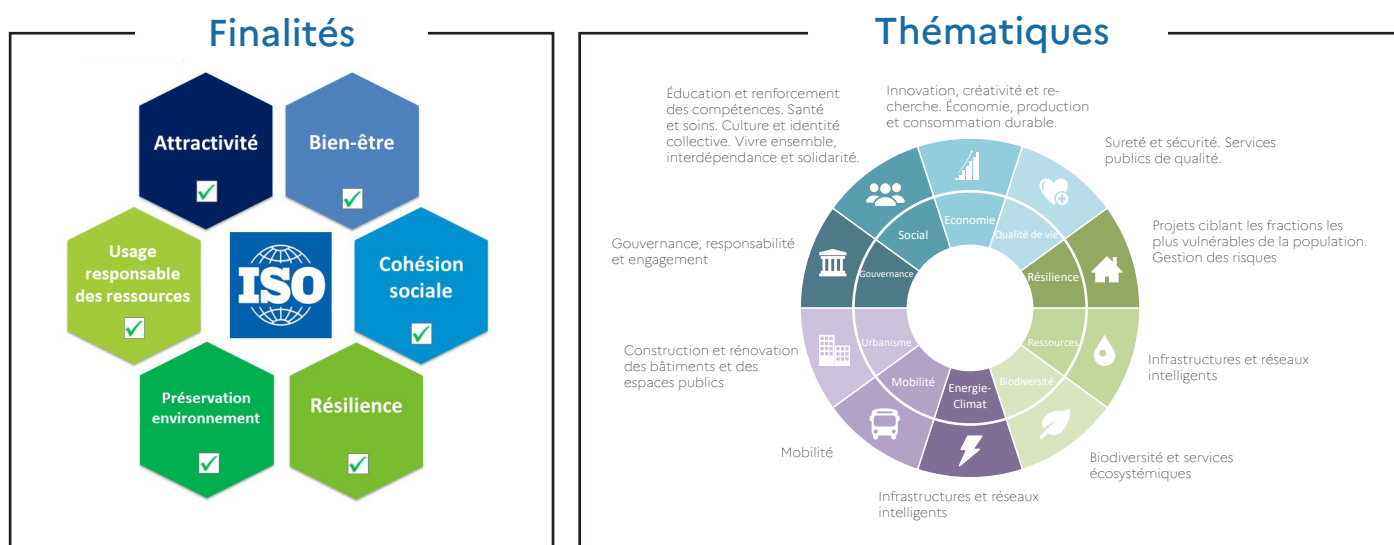 Finalités
Attractivité
Bien-être
Usage
responsable
des ressources
ISO
Cohésion
sociale
Préservation
environnement
Résilience
Thématiques
Éducation et renforcement
des compétences. Santé
et soins. Culture et identité
collective. Vivre ensemble,
interdépendance et solidarité.
Innovation, créativité et re-
cherche. Économie, production
et consommation durable.
Sureté et sécurité. Services
publics de qualité.
Gouvernance, responsabilité
et engagement
Projets ciblant les fractions les
plus vulnérables de la population.
Gestion des risques
Construction et rénovation
des bâtiments et des
espaces publics
Infrastructures et réseaux
intelligents
Mobilité
Biodiversité et services
écosystémiques
Infrastructures et réseaux
intelligents
Economie
Qualité de vie
Résilience
Ressources
Biodiversité
Energie-
Climat
Mobilité
Urbanisme
Gouvernance
Social